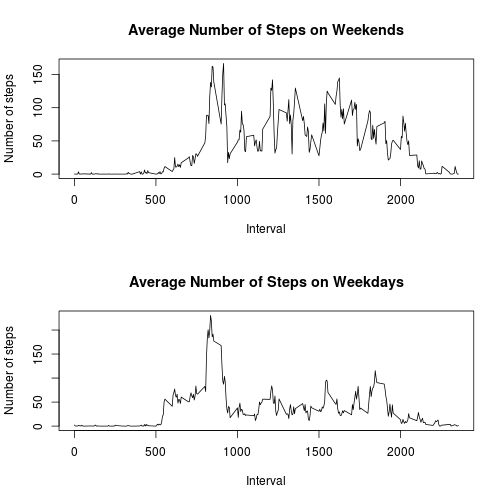 Average Number of Steps on Weekends
Number of steps
150
100
50
0
0 500 1000 1500 2000
Interval
Average Number of Steps on Weekdays
Number of steps
150
50
0
0 500 1000 1500 2000
Interval